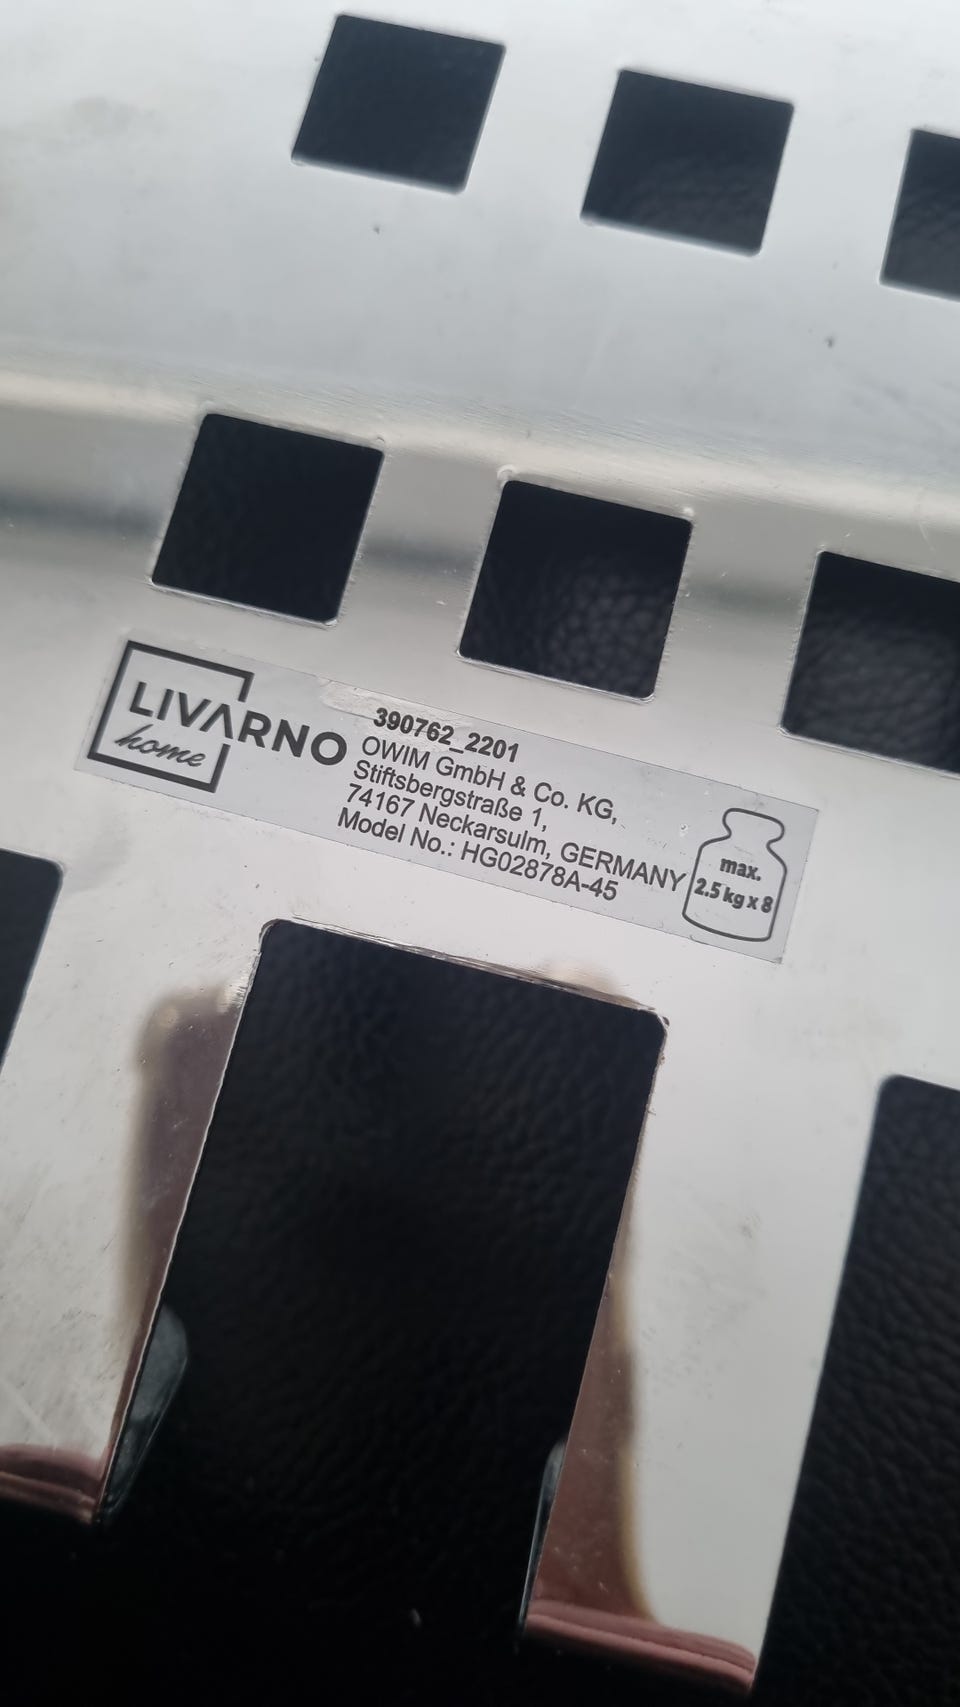 LIVARNO
home
390762_2201
OWIM GmbH & Co. KG,
Stiftsbergstraße 1,
74167 Neckarsulm, GERMANY
Model No.: HG02878A-45
max.
2.5 kg x 8